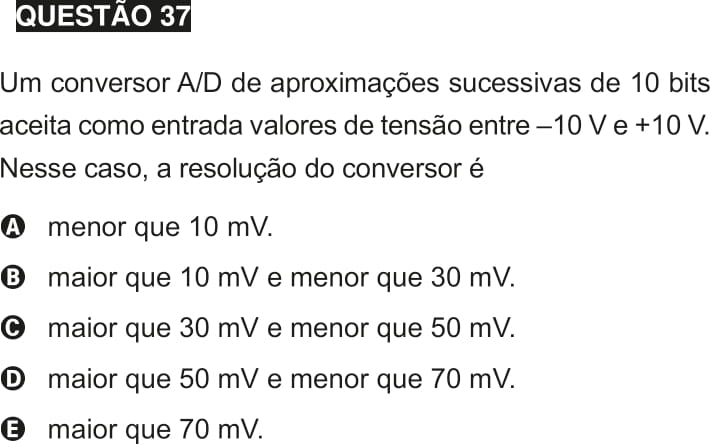 QUESTÃO 37
Um conversor A/D de aproximações sucessivas de 10 bits
aceita como entrada valores de tensão entre –10 V e +10 V.
Nesse caso, a resolução do conversor é
A menor que 10 mV.
B maior que 10 mV e menor que 30 mV.
C maior que 30 mV e menor que 50 mV.
D maior que 50 mV e menor que 70 mV.
E maior que 70 mV.